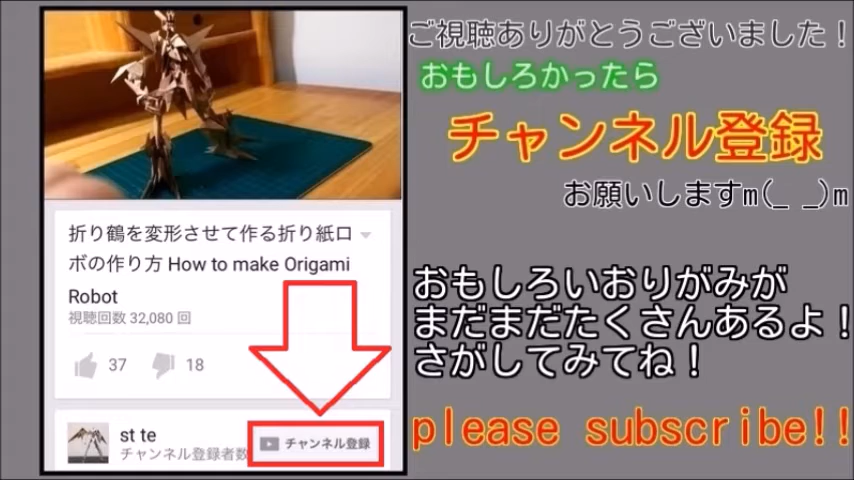 折り鶴を変形させて作る折り紙ロ
ボの作り方 How to make Origami
Robot
視聴回数 32,080 回
37
18
st te
チャンネル登録者数
チャンネル登録
ご視聴ありがとうございました！
おもしろかったら
チャンネル登録
お願いしますm(_ _)m
おもしろいおりがみが
まだまだたくさんあるよ！
さがしてみてね！
please subscribe!!